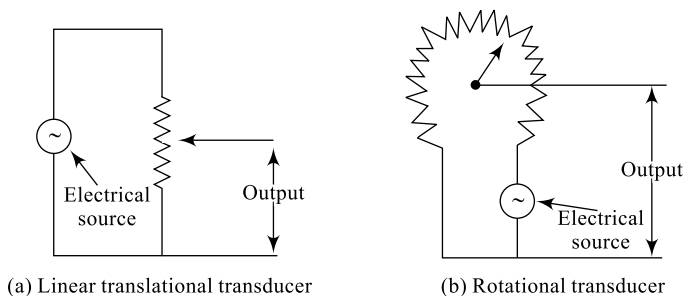 Electrical
source
Output
(a) Linear translational transducer
~
Output
Electrical
source
~
(b) Rotational transducer